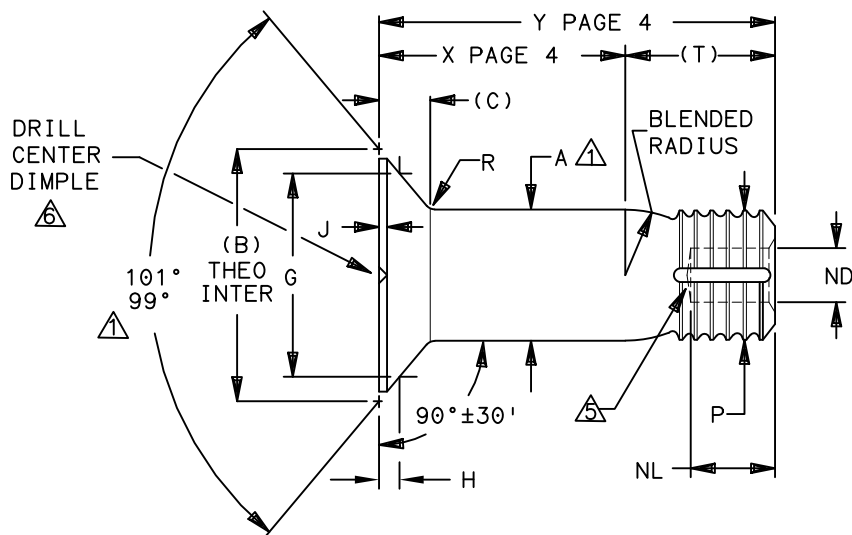 Y PAGE 4
X PAGE 4
(T)
(C)
DRILL
CENTER
DIMPLE
6
BLENDED
RADIUS
R
A 1
J
(B)
THEO
INTER
G
101°
99°
1
ND
90°±30'
5
P
H
NL